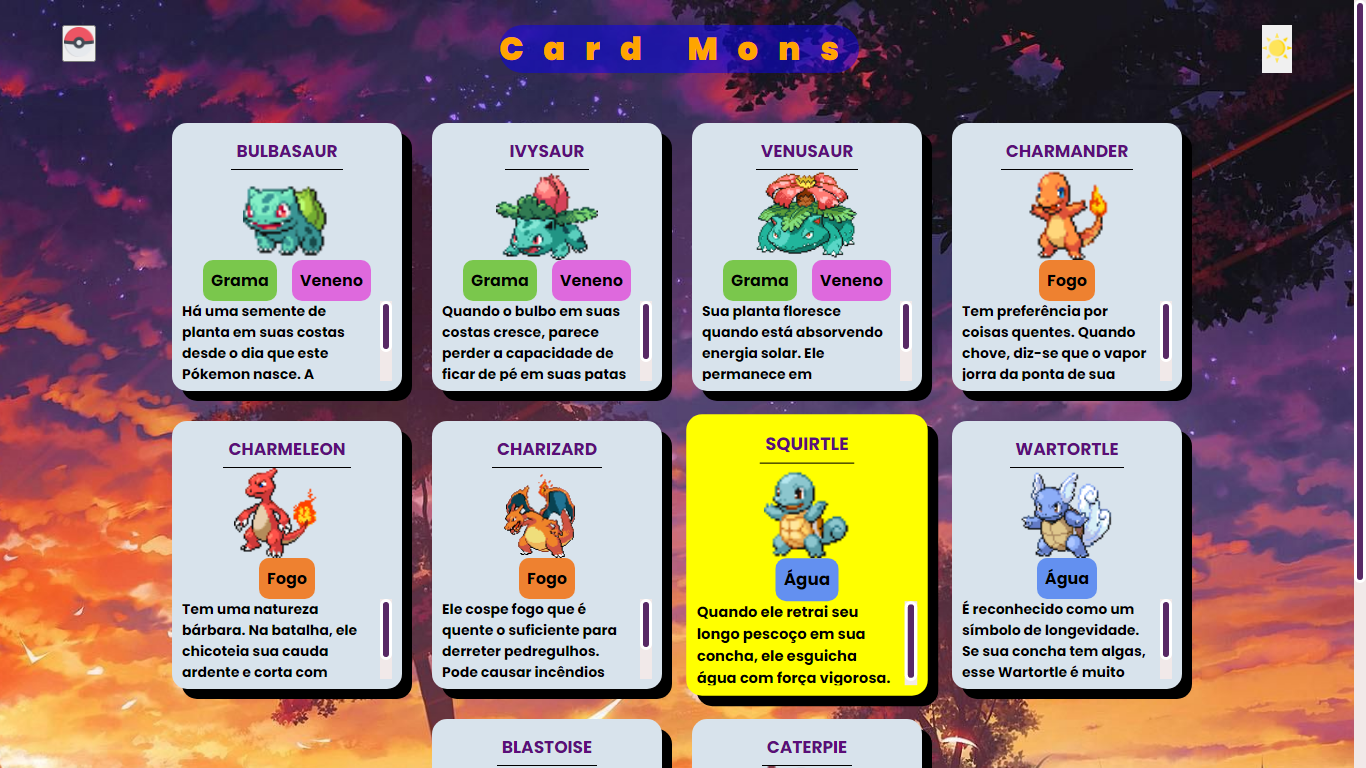 Card Mons
BULBASAUR
Grama
Veneno
Há uma semente de
planta em suas costas
desde o dia que este
Pókemon nasce. A
IVYSAUR
Grama
Veneno
Quando o bulbo em suas
costas cresce, parece
perder a capacidade de
ficar de pé em suas patas
VENUSAUR
Grama
Veneno
Sua planta floresce
quando está absorvendo
energia solar. Ele
permanece em
CHARMANDER
Fogo
Tem preferência por
coisas quentes. Quando
chove, diz-se que o vapor
jorra da ponta de sua
CHARMELEON
Fogo
Tem uma natureza
bárbara. Na batalha, ele
chicoteia sua cauda
ardente e corta com
CHARIZARD
Fogo
Ele cospe fogo que é
quente o suficiente para
derreter pedregulhos.
Pode causar incêndios
SQUIRTLE
Água
Quando ele retrai seu
longo pescoço em sua
concha, ele esguicha
água com força vigorosa.
WARTORTLE
Água
É reconhecido como um
símbolo de longevidade.
Se sua concha tem algas,
esse Wartortle é muito
BLASTOISE
CATERPIE